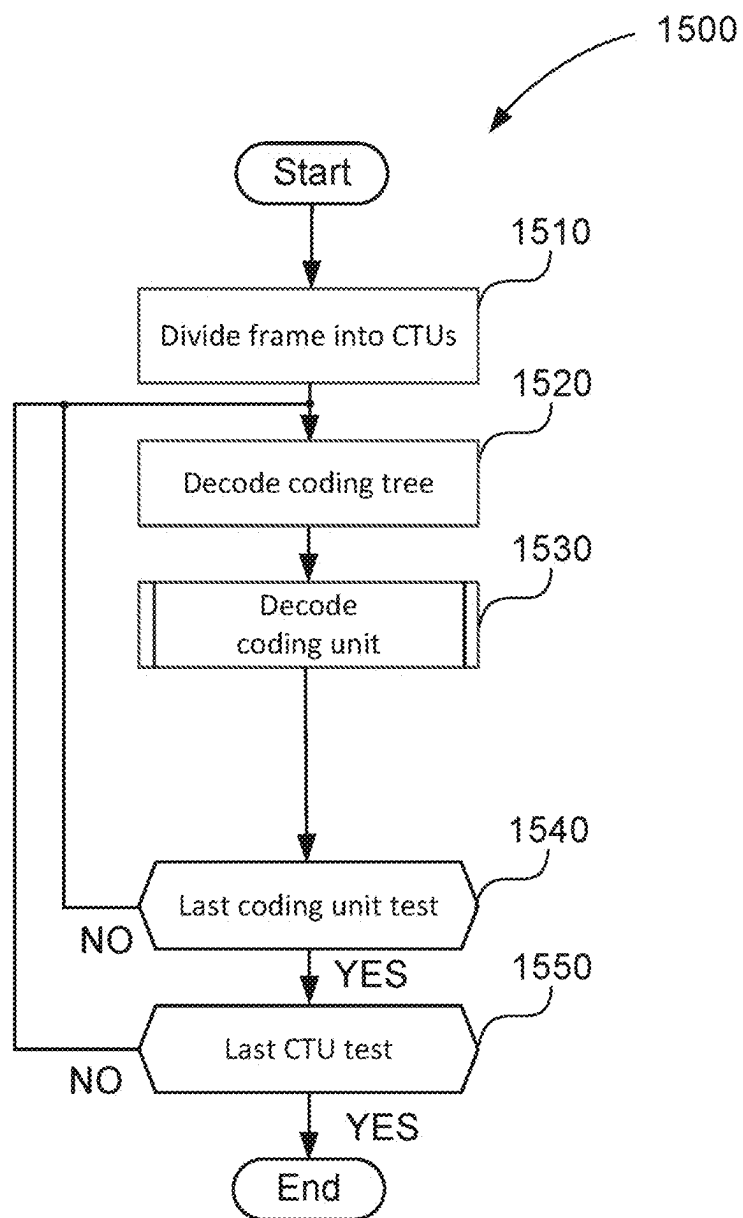 1500
Start
1510
Divide frame into CTUs
1520
Decode coding tree
1530
Decode
coding unit
1540
Last coding unit test
NO
YES
1550
Last CTU test
NO
YES
End